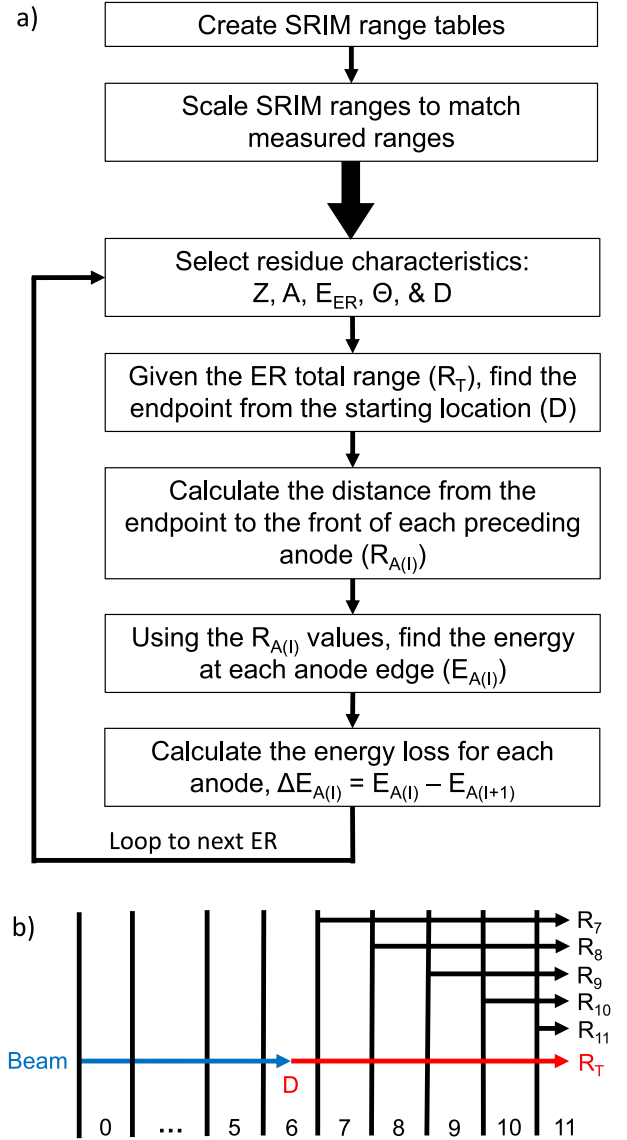 a)
Create SRIM range tables
Scale SRIM ranges to match
measured ranges
Select residue characteristics:
Z, A, E_ER, Θ, & D
Given the ER total range (R_T), find the
endpoint from the starting location (D)
Calculate the distance from the
endpoint to the front of each preceding
anode (R_A(I))
Using the R_A(I) values, find the energy
at each anode edge (E_A(I))
Calculate the energy loss for each
anode, ΔE_A(I) = E_A(I) – E_A(I+1)
Loop to next ER
b)
R_7
R_8
R_9
R_10
R_11
Beam
D
R_T
0 ... 5 6 7 8 9 10 11